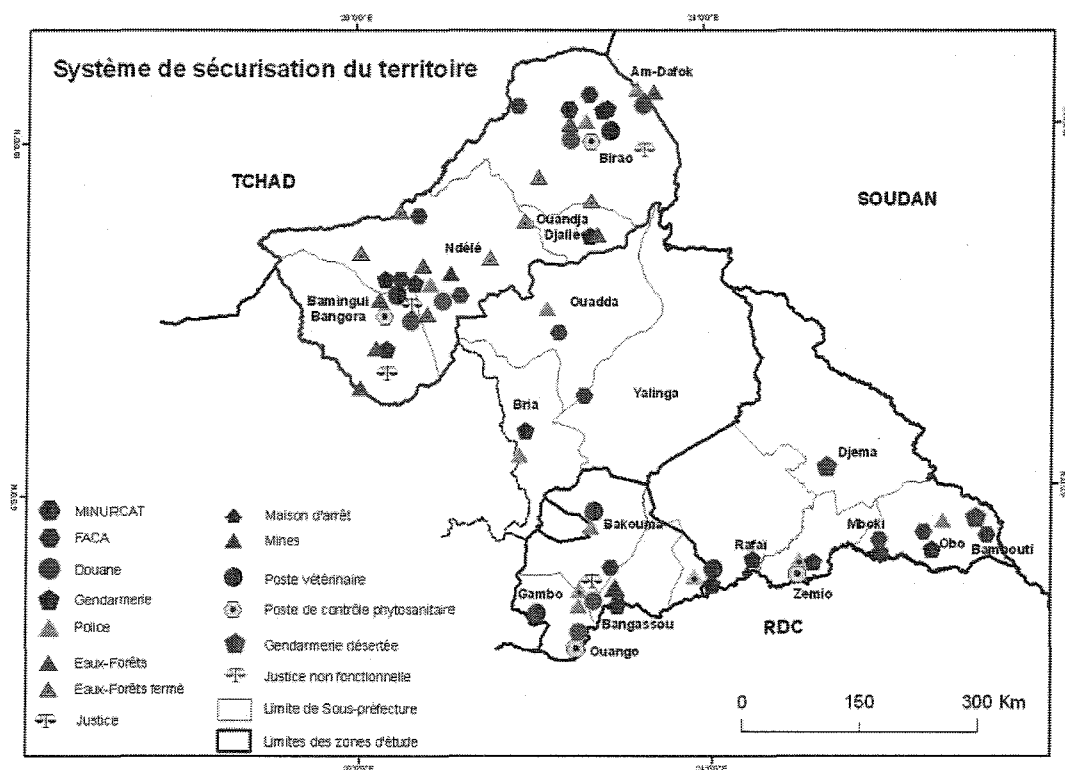 Système de sécurisation du territoire
Am-Dafok
Birao
TCHAD
SOUDAN
Ouandja
Djalle
Ndélé
Ouadda
Bamingui
Bangora
Yalinga
Bria
Djema
Mboki
Bakouma
Rafaï
Obo
Bambouti
Gambo
Zemio
Bangassou
RDC
Ouango
MINURCAT
FACA
Douane
Gendarmerie
Police
Eaux-Forêts
Eaux-Forêts fermé
Justice
Maison d'arrêt
Mines
Poste vétérinaire
Poste de contrôle phytosanitaire
Gendarmerie désertée
Justice non fonctionnelle
Limite de Sous-préfecture
Limites des zones d'étude
0 150 300 Km